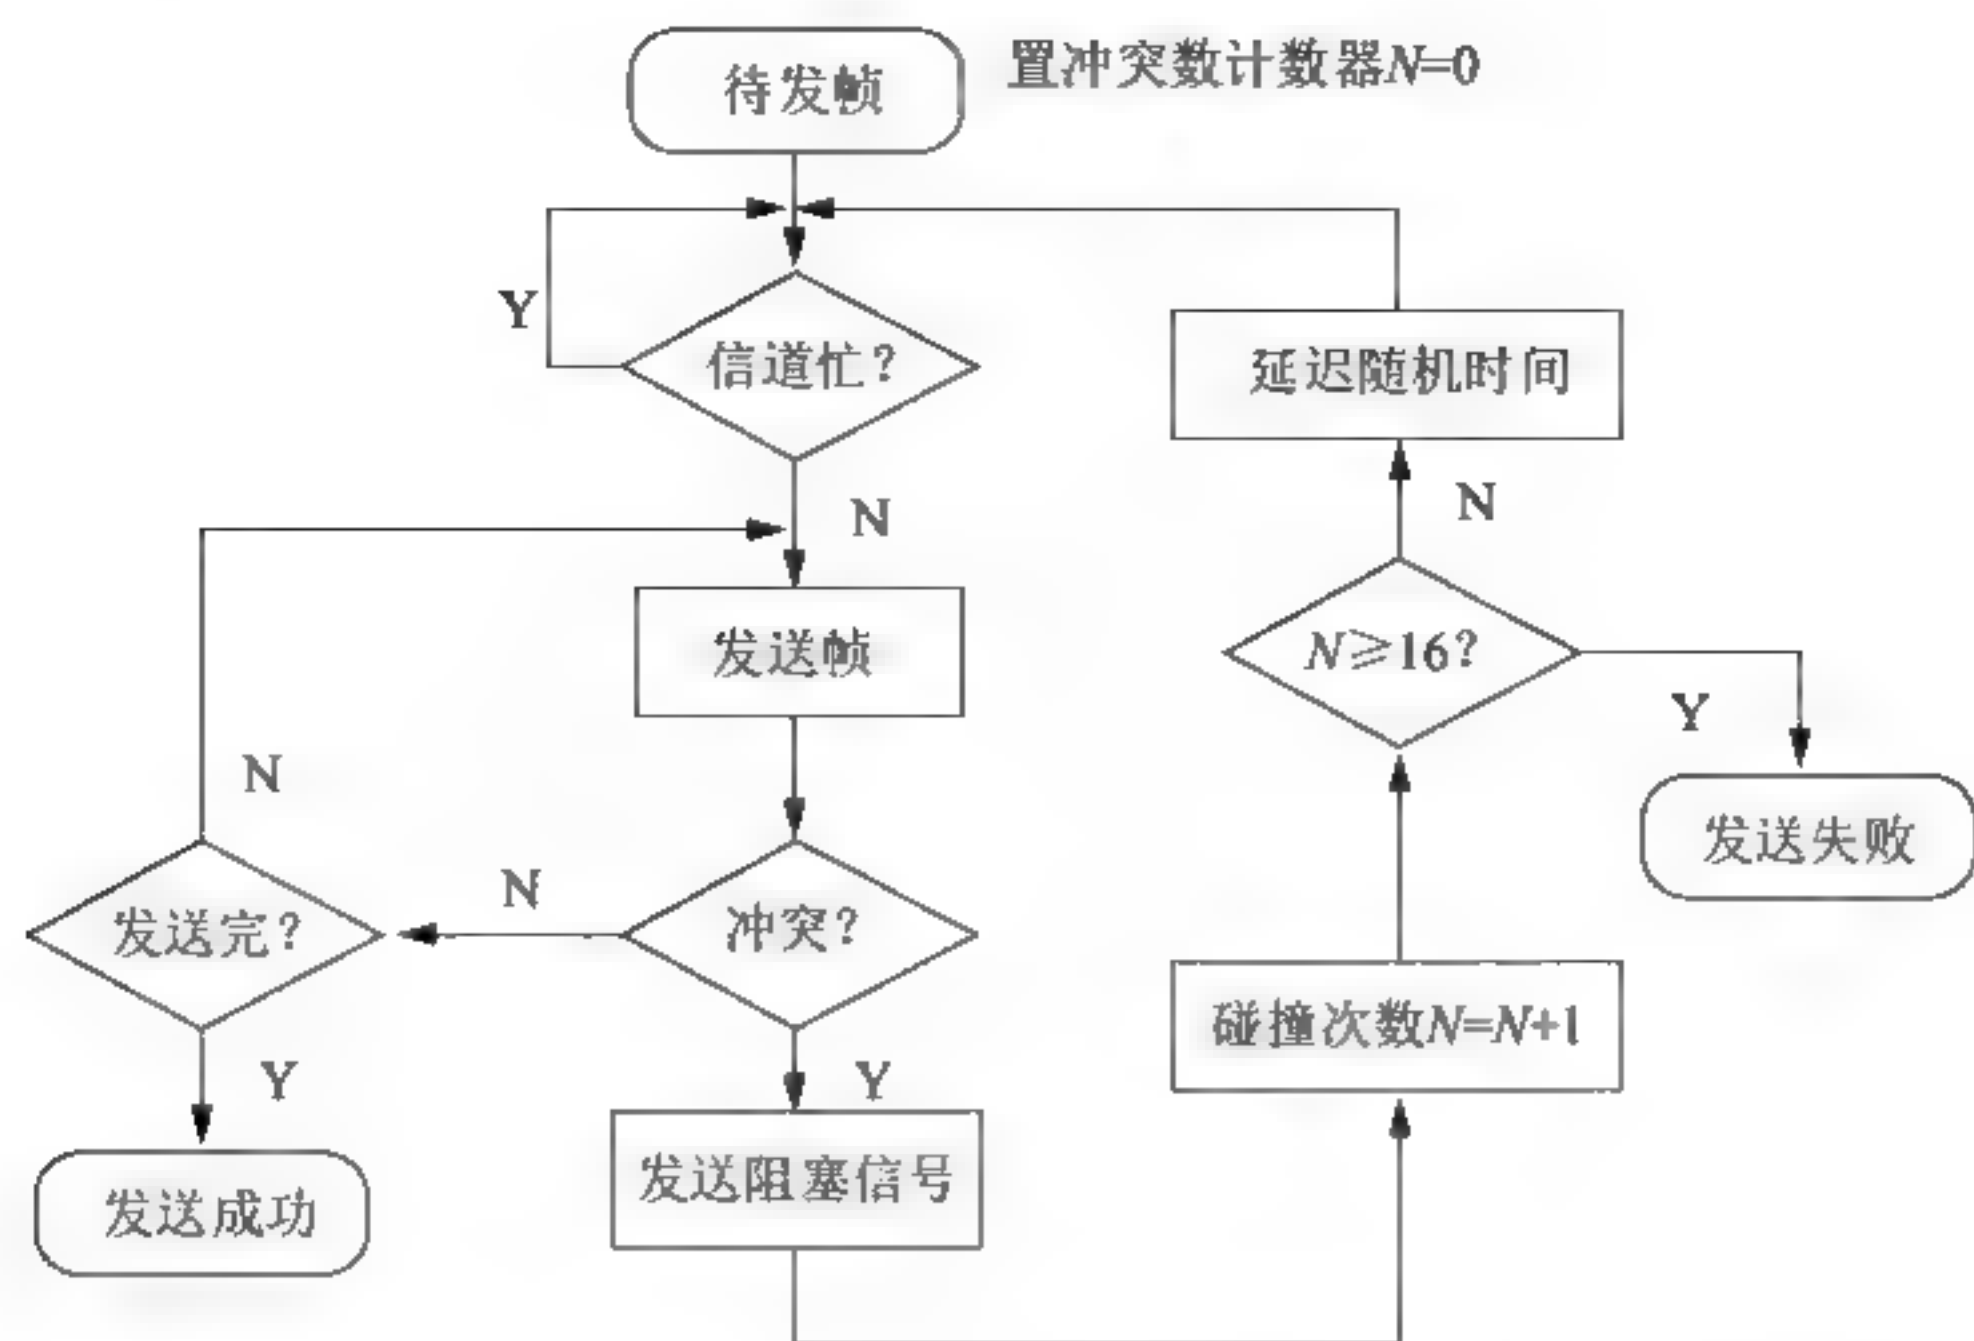 待发帧
置冲突数计数器N=0
Y
信道忙?
延迟随机时间
N
N
发送帧
N≥16?
Y
N
发送失败
N
发送完?
冲突?
碰撞次数N=N+1
Y
Y
发送阻塞信号
发送成功